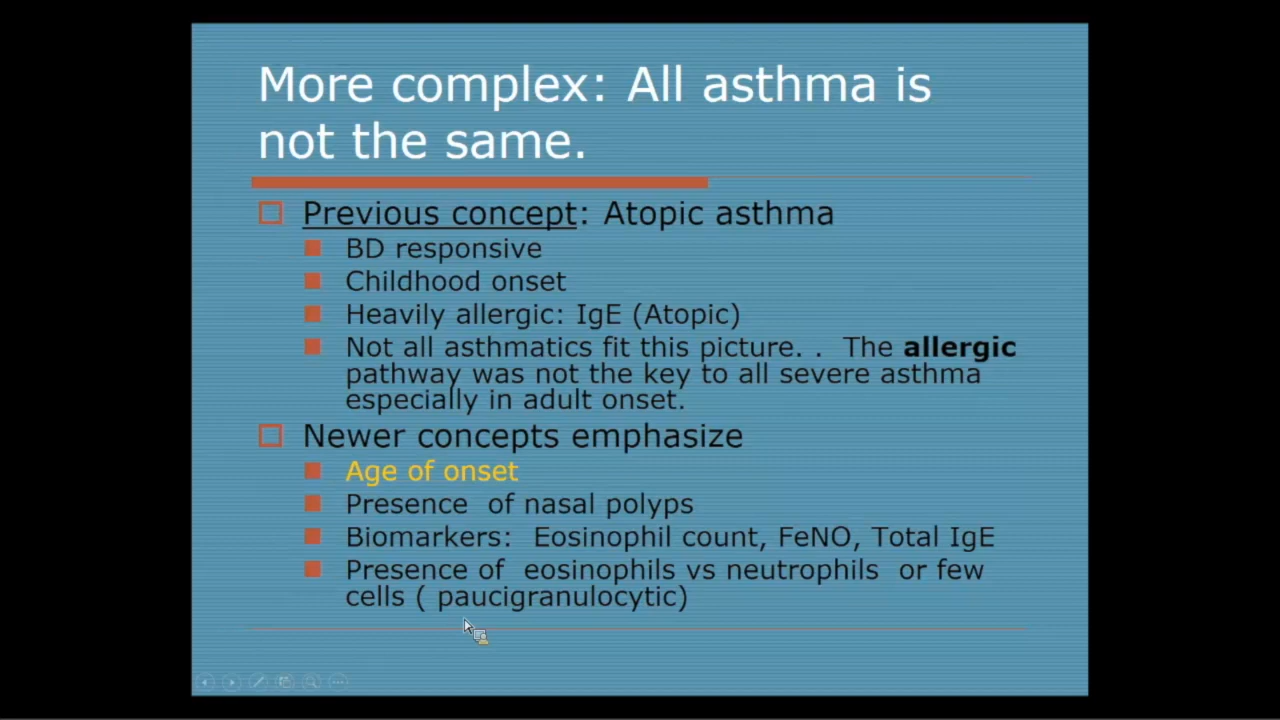 More complex: All asthma is
not the same.
Previous concept: Atopic asthma
BD responsive
Childhood onset
Heavily allergic: IgE (Atopic)
Not all asthmatics fit this picture. .  The allergic
pathway was not the key to all severe asthma
especially in adult onset.
Newer concepts emphasize
Age of onset
Presence  of nasal polyps
Biomarkers:  Eosinophil count, FeNO, Total IgE
Presence of  eosinophils vs neutrophils  or few
cells ( paucigranulocytic)